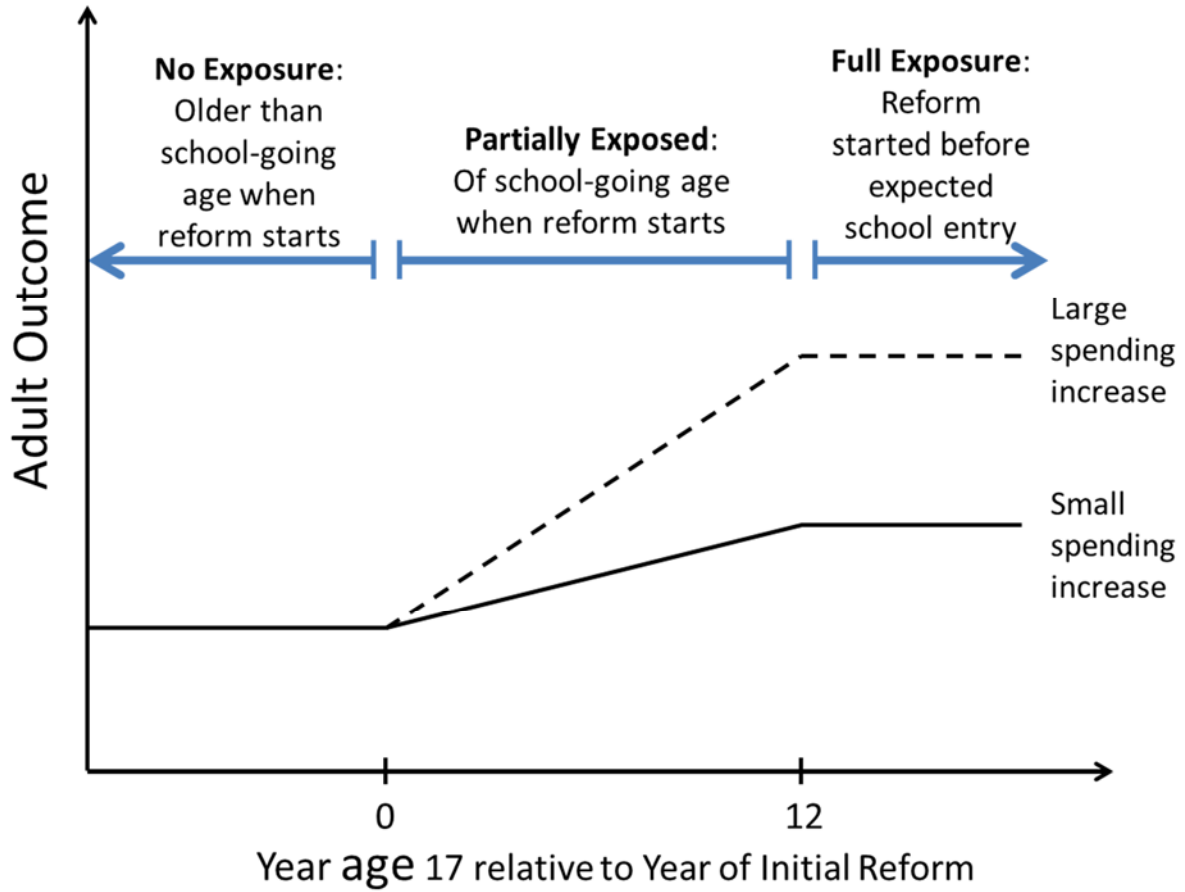 No Exposure:
Older than
school-going
age when
reform starts
Partially Exposed:
Of school-going age
when reform starts
Full Exposure:
Reform
started before
expected
school entry
Adult Outcome
Large
spending
increase
Small
spending
increase
0
12
Year age 17 relative to Year of Initial Reform